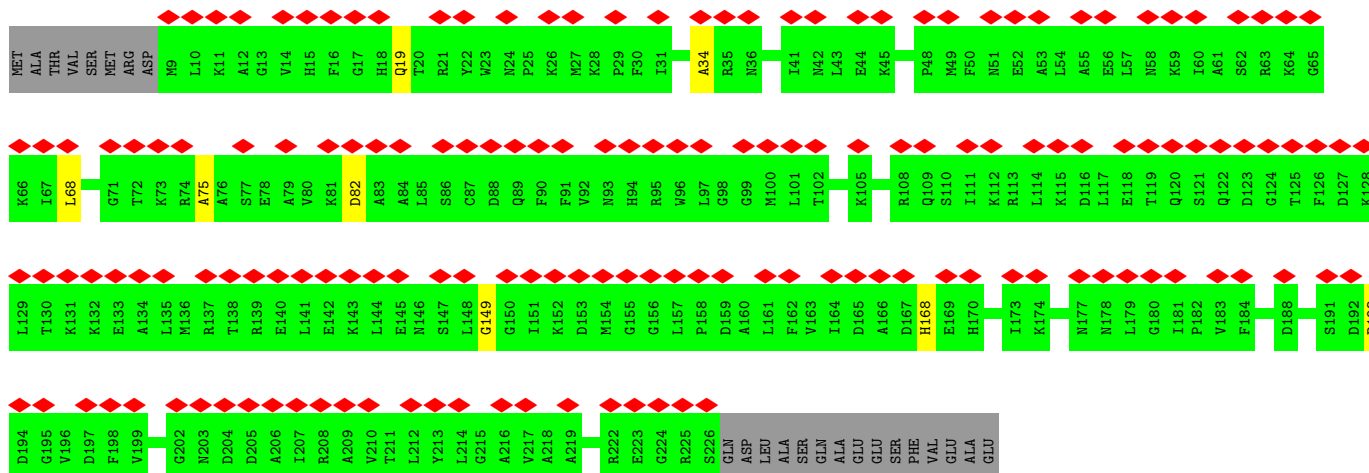 MET ALA THR VAL SER MET ARG ASP M9 L10 K11 A12 G13 V14 H15 F16 G17 H18 Q19 T20 R21 Y22 W23 N24 P25 K26 M27 K28 P29 F30 I31 A34 R35 N36 I41 N42 L43 E44 K45 P48 M49 F50 N51 E52 A53 L54 A55 E56 L57 N58 K59 I60 A61 S62 R63 K64 G65
K66 I67 L68 G71 T72 K73 R74 A75 A76 S77 E78 A79 V80 K81 D82 A83 A84 L85 S86 C87 D88 Q89 F90 F91 V92 N93 H94 R95 W96 L97 G98 G99 M100 L101 T102 K105 R108 Q109 S110 I111 K112 R113 L114 K115 D116 L117 E118 T119 Q120 S121 Q122 D123 G124 T125 F126 D127 K128
L129 T130 K131 K132 E133 A134 L135 M136 R137 T138 R139 E140 L141 E142 K143 L144 E145 N146 S147 L148 G149 G150 I151 K152 D153 M154 G155 G156 L157 P158 D159 A160 L161 F162 V163 I164 D165 A166 D167 H168 E169 H170 I173 K174 N177 N178 L179 G180 I181 P182 V183 F184 D188 S191 D192
D194 G195 V196 D197 F198 V199 G202 N203 D204 D205 A206 I207 R208 A209 V210 T211 L212 Y213 L214 G215 A216 V217 A218 A219 R222 E223 G224 R225 S226 GLN ASP LEU ALA SER GLN ALA GLU GLU SER PHE VAL GLU ALA GLU